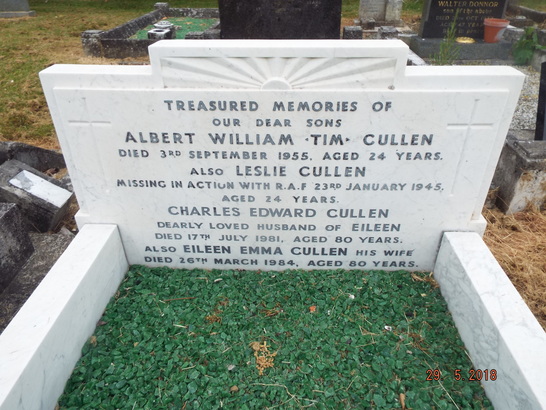 WALTER DONNOR
TREASURED MEMORIES OF
OUR DEAR SONS
ALBERT WILLIAM "TIM" CULLEN
DIED 3RD SEPTEMBER 1955, AGED 24 YEARS.
ALSO LESLIE CULLEN
MISSING IN ACTION WITH R.A.F 23RD JANUARY 1945,
AGED 24 YEARS.
CHARLES EDWARD CULLEN
DEARLY LOVED HUSBAND OF EILEEN
DIED 17TH JULY 1981, AGED 80 YEARS.
ALSO EILEEN EMMA CULLEN HIS WIFE
DIED 26TH MARCH 1984, AGED 80 YEARS.
29. 5. 2018